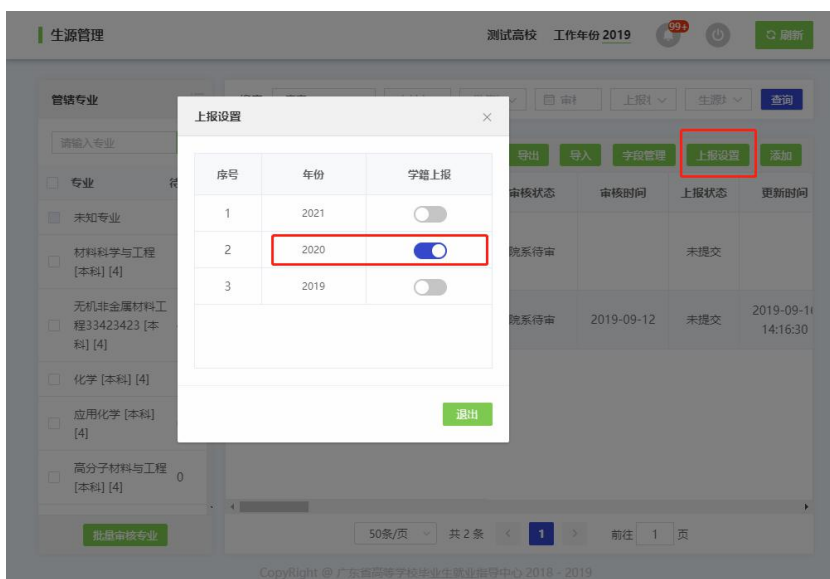 生源管理
测试高校 工作年份 2019
99+
刷新
管辖专业
查询
请输入专业
上报设置
×
导出
导入
字段管理
上报设置
添加
专业
序号 年份 学籍上报
审核状态 审核时间 上报状态 更新时间
未知专业
1 2021
2 2020
3 2019
材料科学与工程
[本科] [4]
院系待审 未提交
无机非金属材料工
程33423423 [本
科] [4]
院系待审 2019-09-12 未提交
14:16:30
化学 [本科] [4]
应用化学 [本科]
[4]
退出
高分子材料与工程
[本科] [4]
0
批量审核专业
50条/页 共 2 条 < 1 > 前往 1 页
CopyRight @ 广东省高等学校毕业生就业指导中心 2018 - 2019